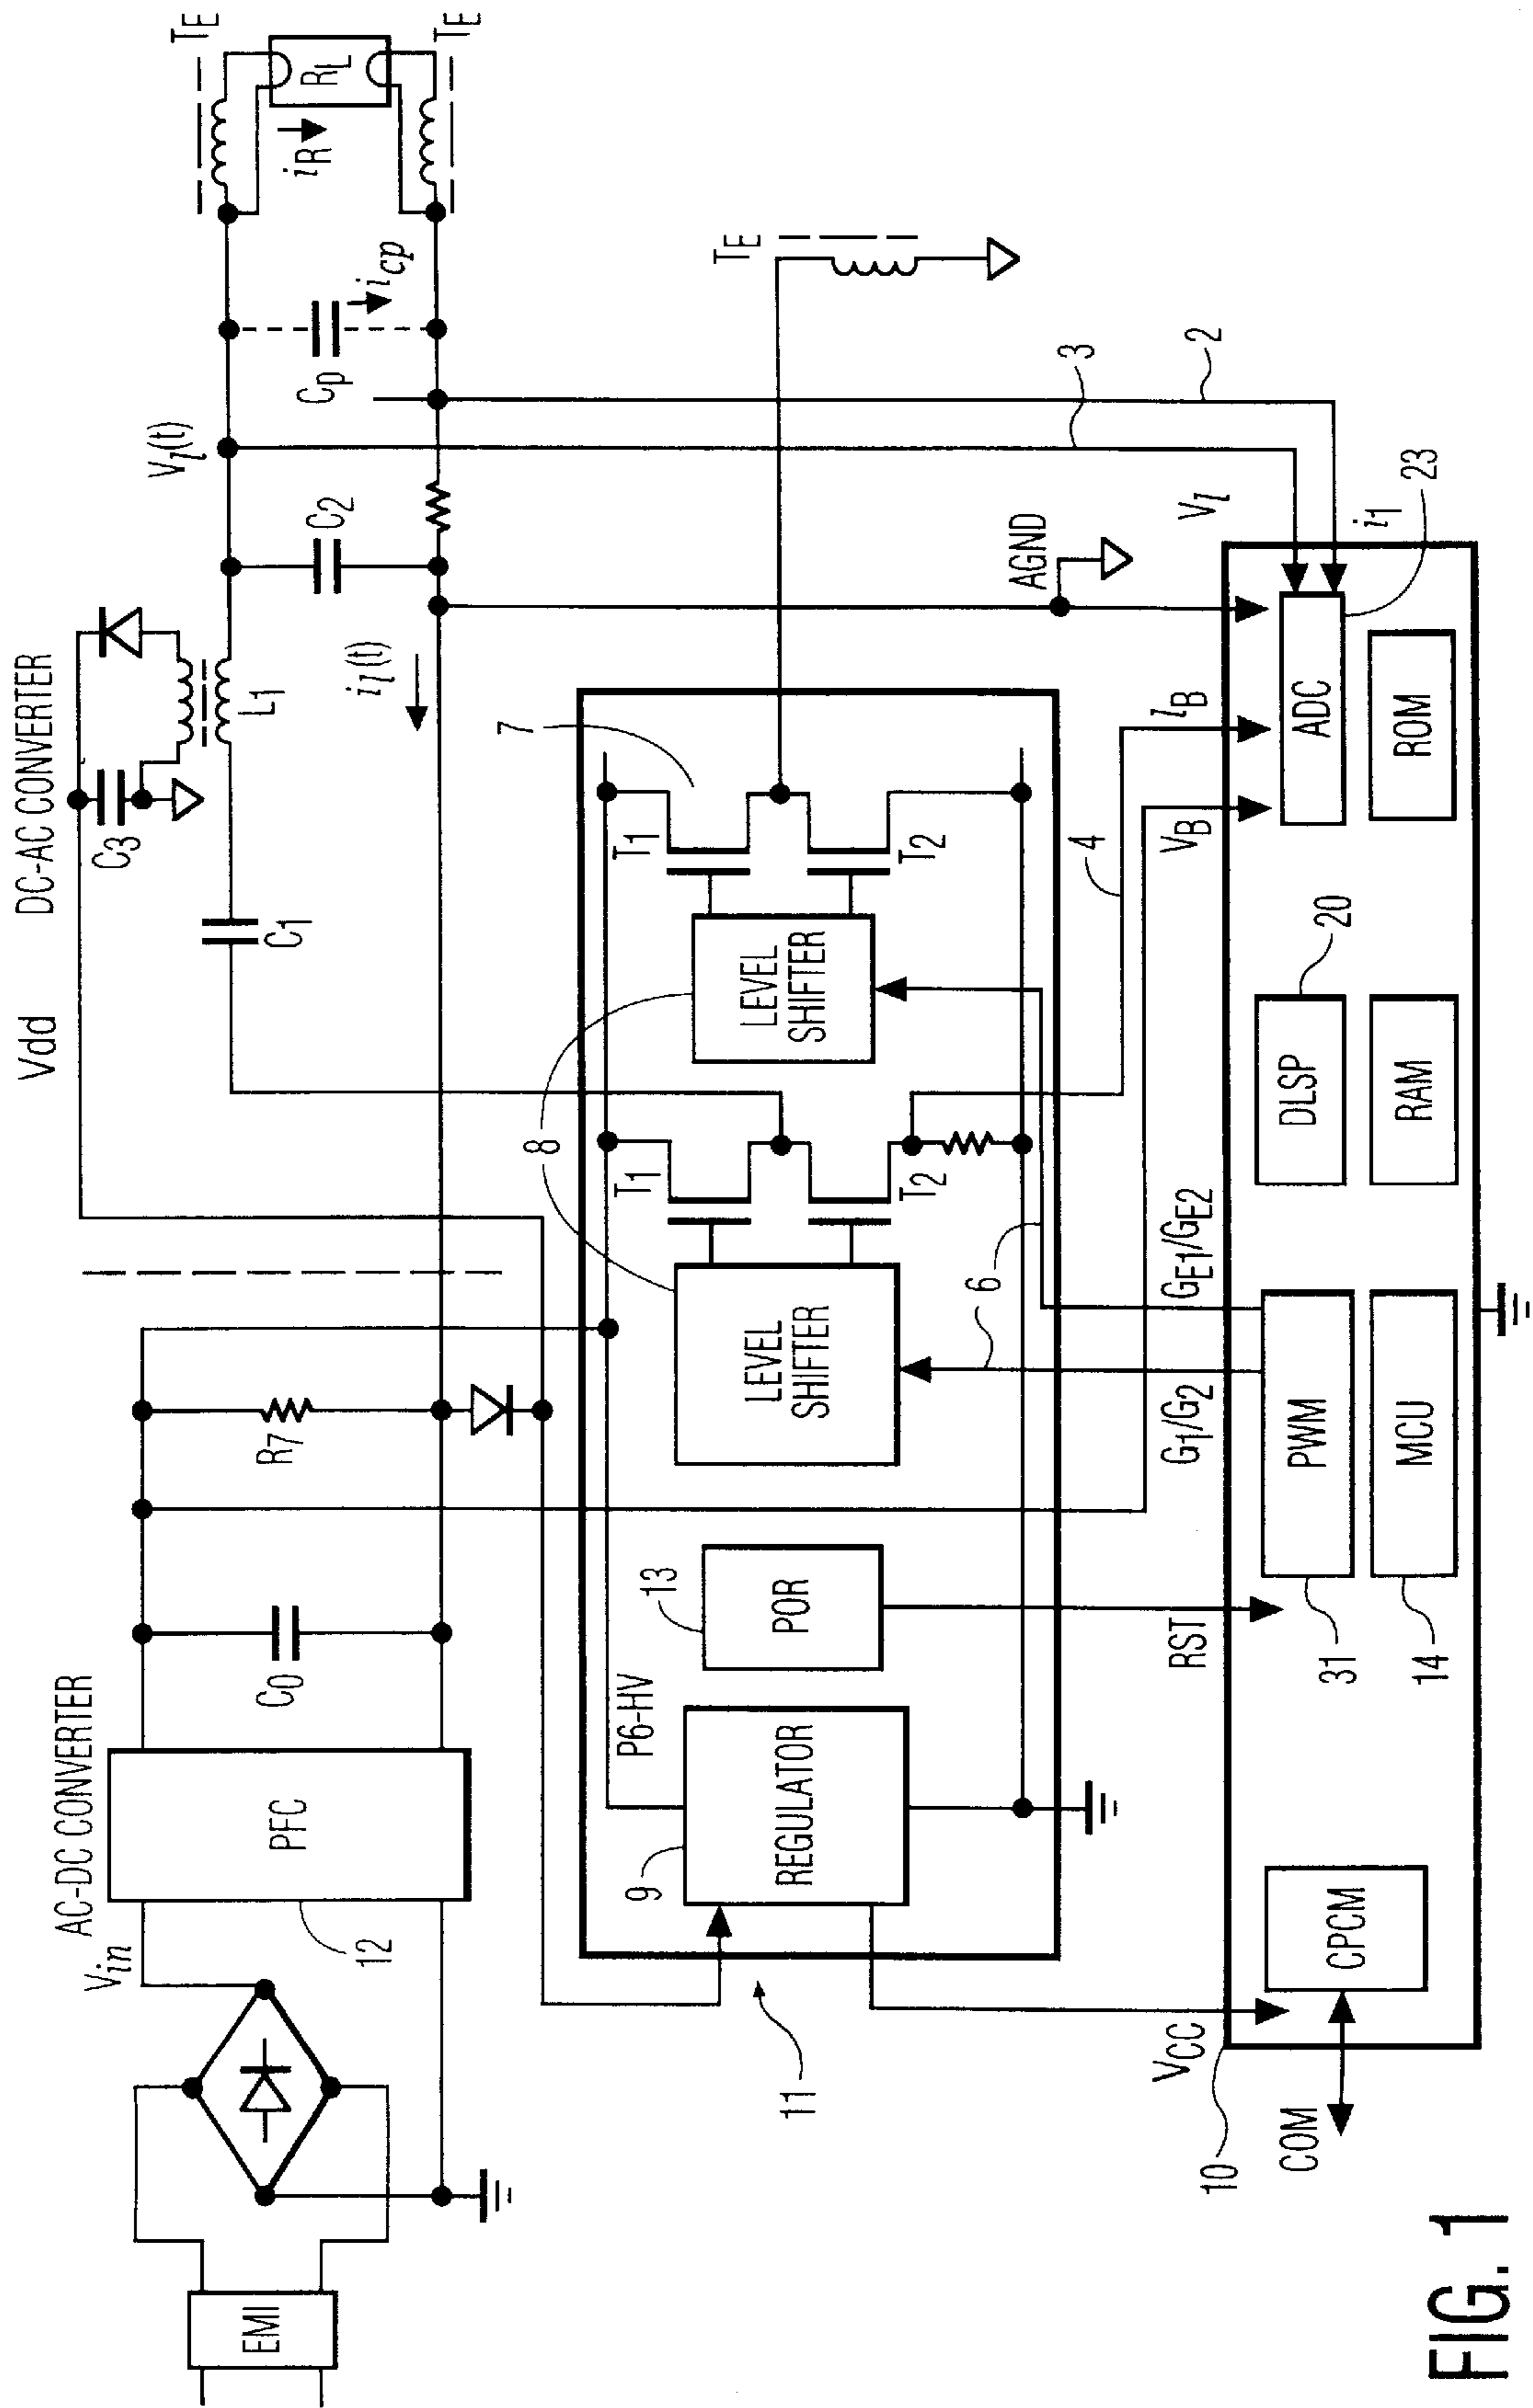 AC-DC CONVERTER
Vdd
DC-AC CONVERTER
EMI
Vin
PFC
12
C0
R7
C3
C1
L1
il(t)
Vl(t)
C2
Cp
icp
TE
iR
RL
TE
TE
11
9
REGULATOR
P6-HV
13
POR
LEVEL
SHIFTER
8
T1
T2
LEVEL
SHIFTER
7
T1
T2
6
4
AGND
3
2
VCC
RST
G1/G2
GE1/GE2
VB
IB
Vl
i1
10
COM
CPCM
PWM
31
MCU
14
DLSP
20
RAM
ADC
23
ROM
FIG. 1